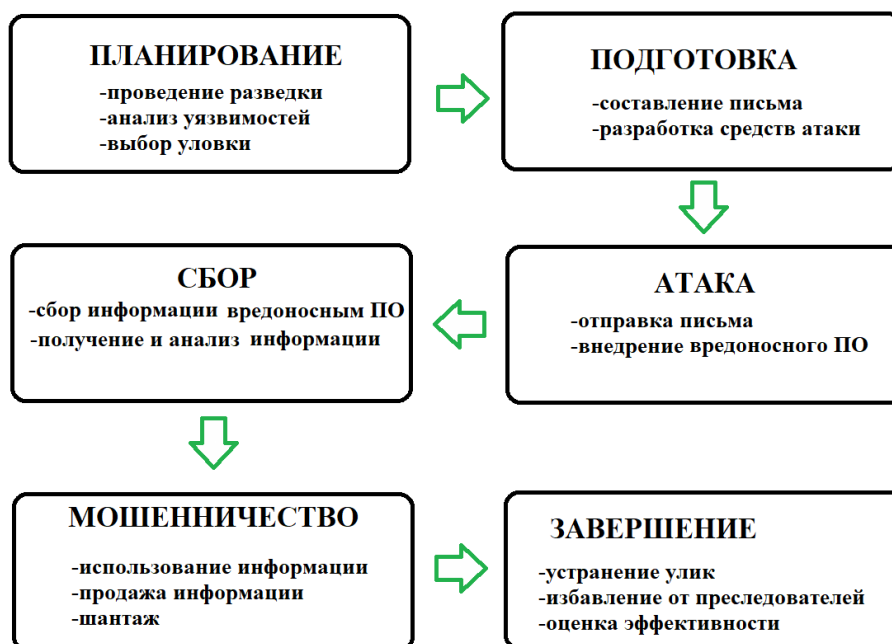 ПЛАНИРОВАНИЕ
-проведение разведки
-анализ уязвимостей
-выбор уловки
ПОДГОТОВКА
-составление письма
-разработка средств атаки
АТАКА
-отправка письма
-внедрение вредоносного ПО
СБОР
-сбор информации вредоносным ПО
-получение и анализ информации
МОШЕННИЧЕСТВО
-использование информации
-продажа информации
-шантаж
ЗАВЕРШЕНИЕ
-устранение улик
-избавление от преследователей
-оценка эффективности